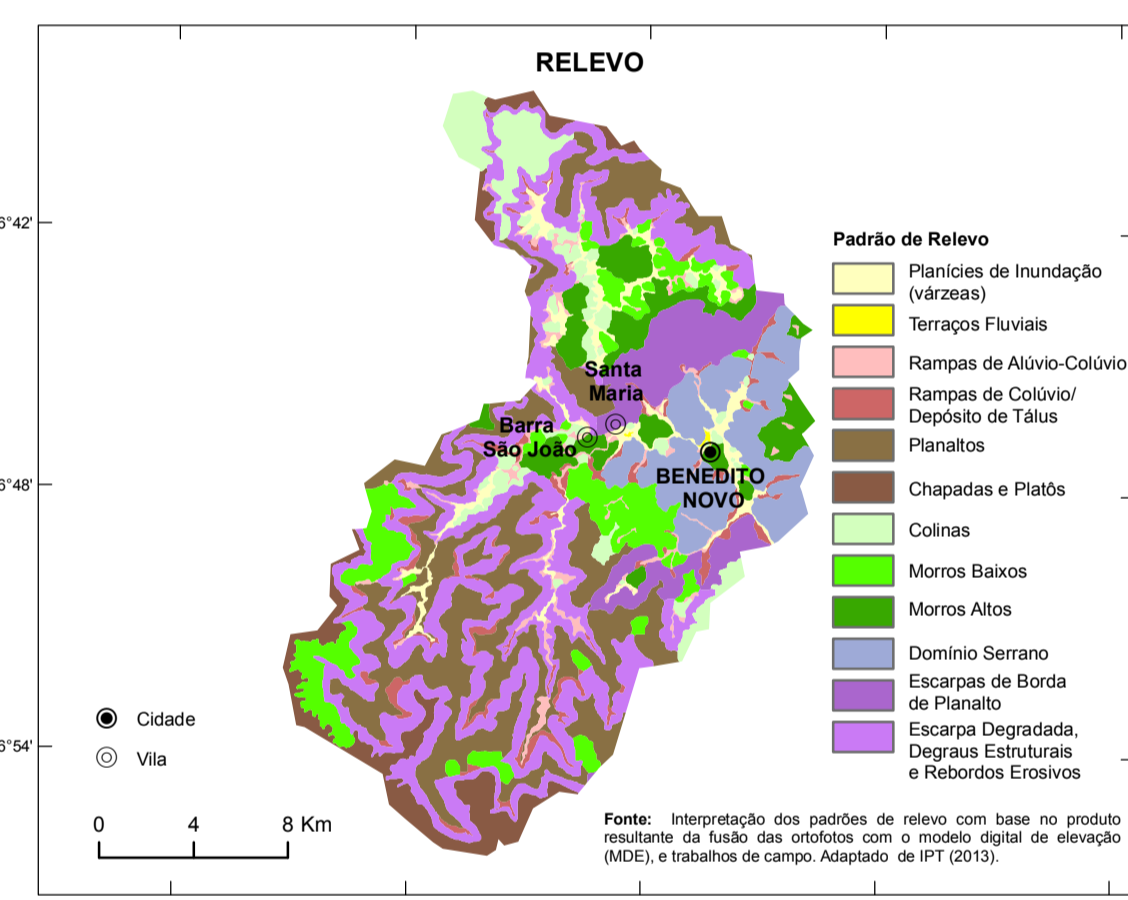 RELEVO
6°42'
Santa
Maria
Barra
São João
BENEDITO
NOVO
6°48'
6°54'
Padrão de Relevo
Planícies de Inundação
(várzeas)
Terraços Fluviais
Rampas de Alúvio-Colúvio
Rampas de Colúvio/
Depósito de Tálus
Planaltos
Chapadas e Platôs
Colinas
Morros Baixos
Morros Altos
Domínio Serrano
Escarpas de Borda
de Planalto
Escarpa Degradada,
Degraus Estruturais
e Rebordos Erosivos
Cidade
Vila
0 4 8 Km
Fonte: Interpretação dos padrões de relevo com base no produto
resultante da fusão das ortofotos com o modelo digital de elevação
(MDE), e trabalhos de campo. Adaptado de IPT (2013).